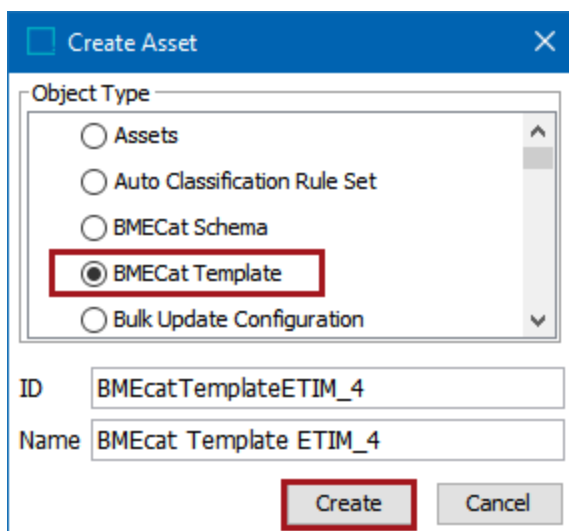 Create Asset
Object Type
Assets
Auto Classification Rule Set
BMECat Schema
BMECat Template
Bulk Update Configuration
ID BMEcatTemplateETIM_4
Name BMEcat Template ETIM_4
Create Cancel